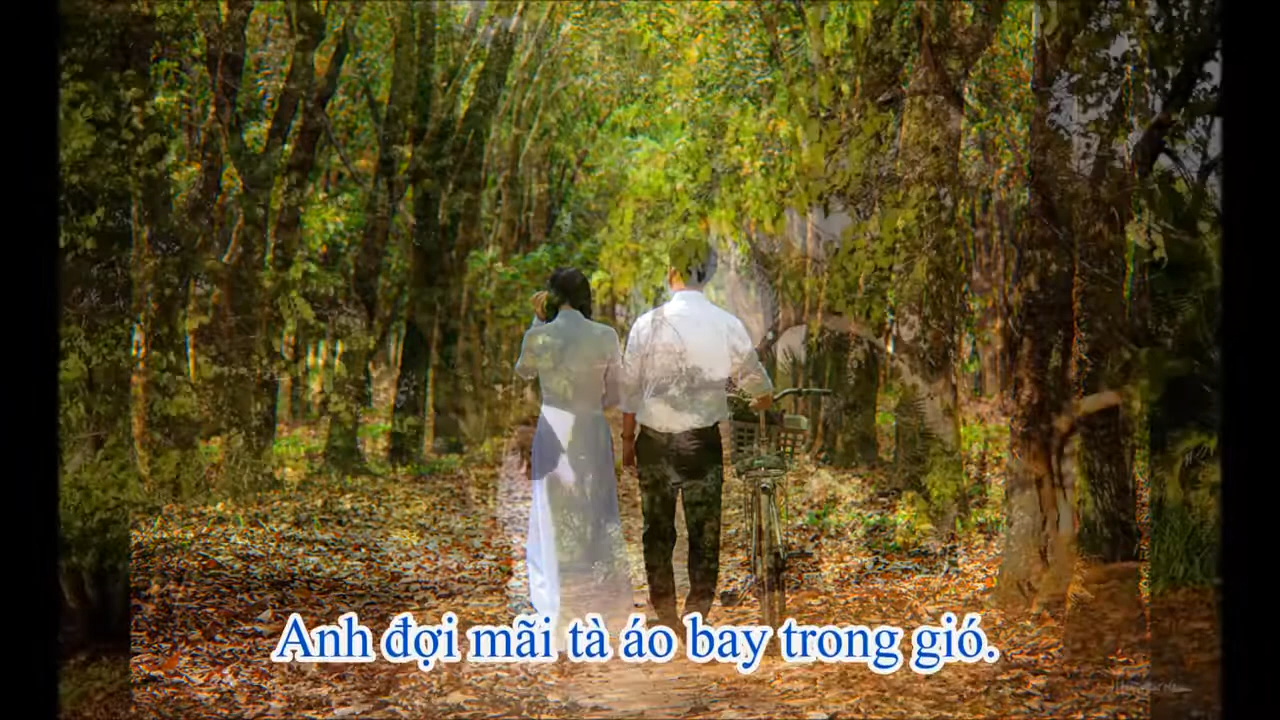 Anh đợi mãi tà áo bay trong gió.